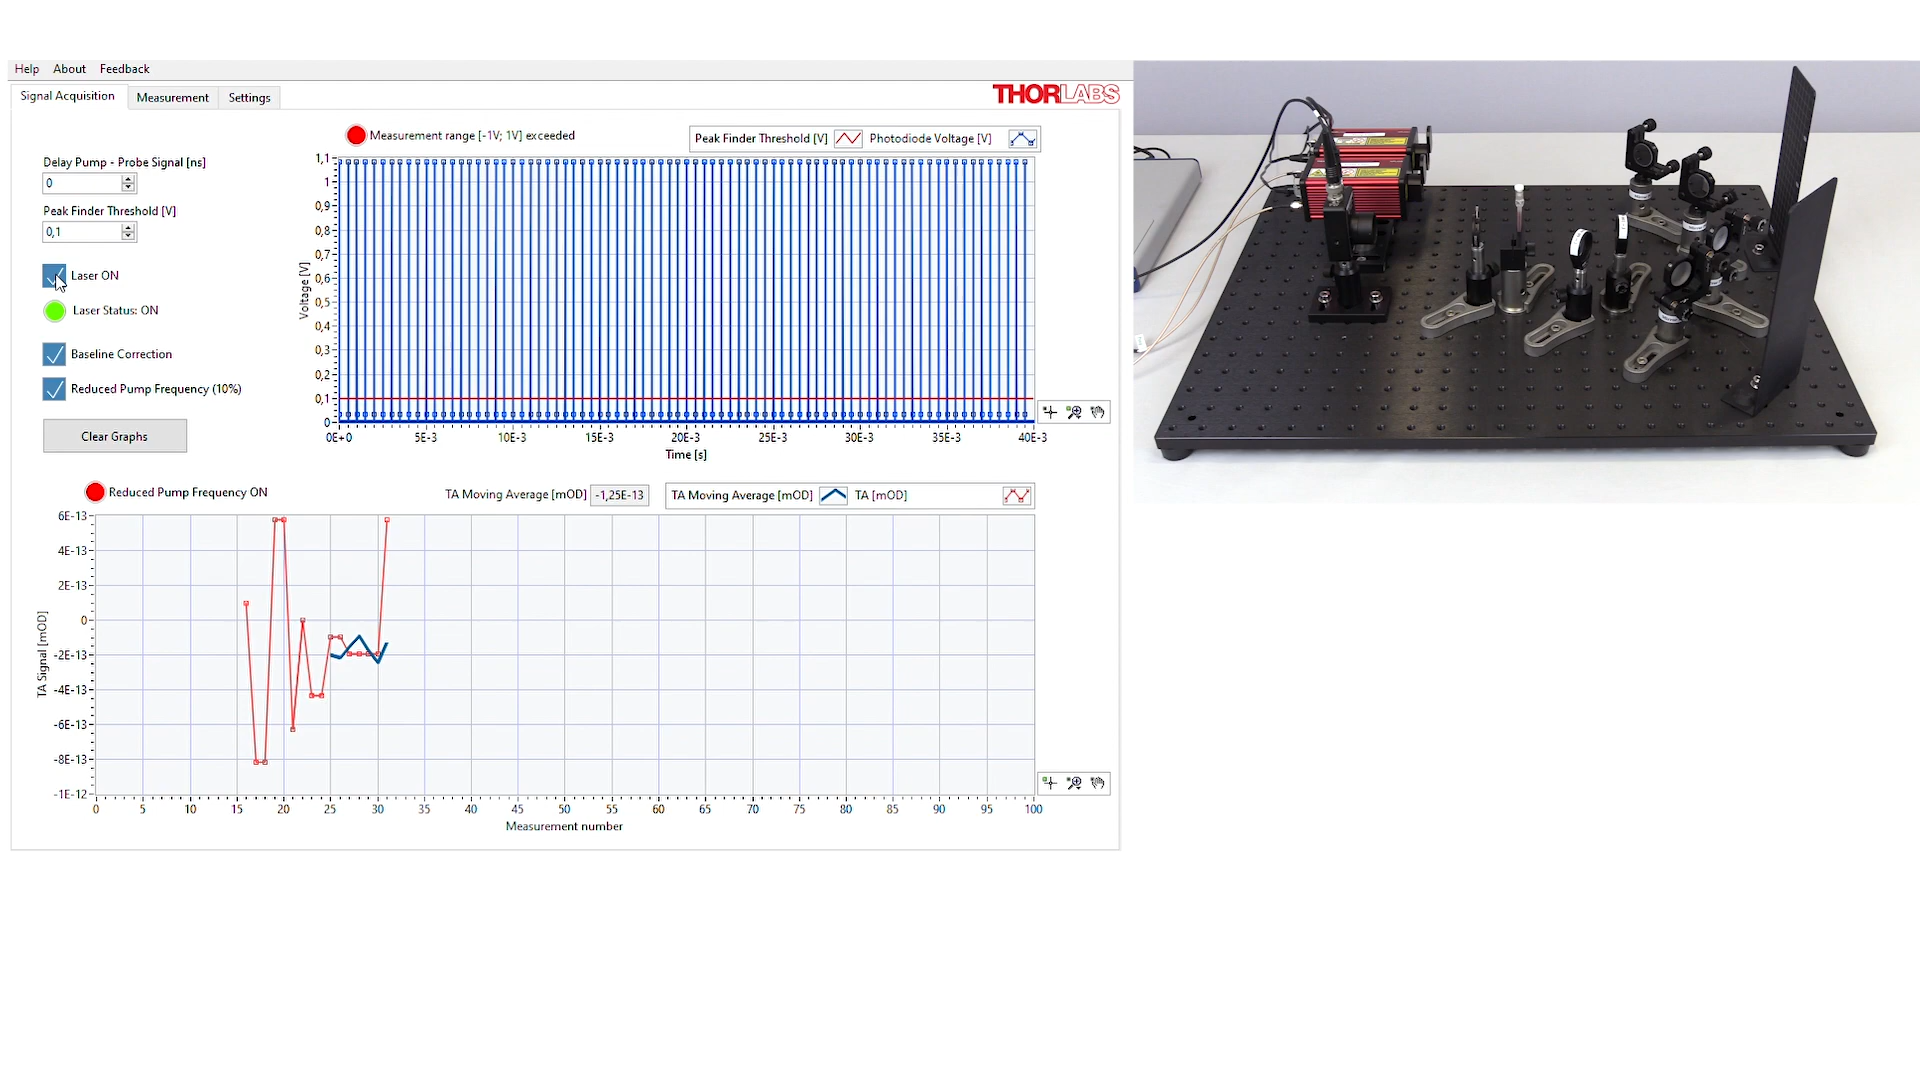 Help About Feedback
Signal Acquisition Measurement Settings
THORLABS
Measurement range [-1V; 1V] exceeded
Peak Finder Threshold [V] Photodiode Voltage [V]
Delay Pump - Probe Signal [ns]
0
Peak Finder Threshold [V]
0,1
Laser ON
Laser Status: ON
Baseline Correction
Reduced Pump Frequency (10%)
Clear Graphs
Voltage [V]
1,1
1
0,9
0,8
0,7
0,6
0,5
0,4
0,3
0,2
0,1
0
0E+0 5E-3 10E-3 15E-3 20E-3 25E-3 30E-3 35E-3 40E-3
Time [s]
Reduced Pump Frequency ON
TA Moving Average [mOD] -1,25E-13
TA Moving Average [mOD] TA [mOD]
TA Signal [mOD]
6E-13
4E-13
2E-13
0
-2E-13
-4E-13
-6E-13
-8E-13
-1E-12
0 5 10 15 20 25 30 35 40 45 50 55 60 65 70 75 80 85 90 95 100
Measurement number